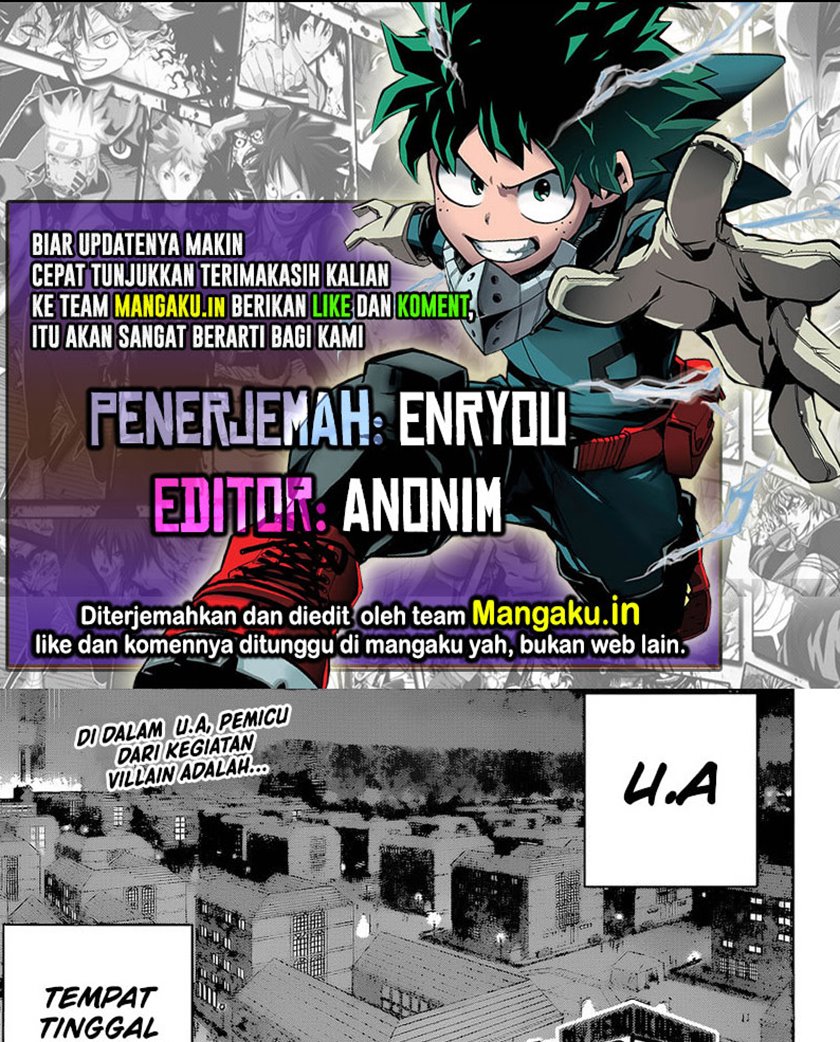 BIAR UPDATENYA MAKIN
CEPAT TUNJUKKAN TERIMAKASIH KALIAN
KE TEAM MANGAKU.IN BERIKAN LIKE DAN KOMENT,
ITU AKAN SANGAT BERARTI BAGI KAMI
PENERJEMAH: ENRYOU
EDITOR: ANONIM
Diterjemahkan dan diedit oleh team Mangaku.in
like dan komennya ditunggu di mangaku yah, bukan web lain.
DI DALAM U.A, PEMICU
DARI KEGIATAN
VILLAIN ADALAH...
U.A
TEMPAT
TINGGAL